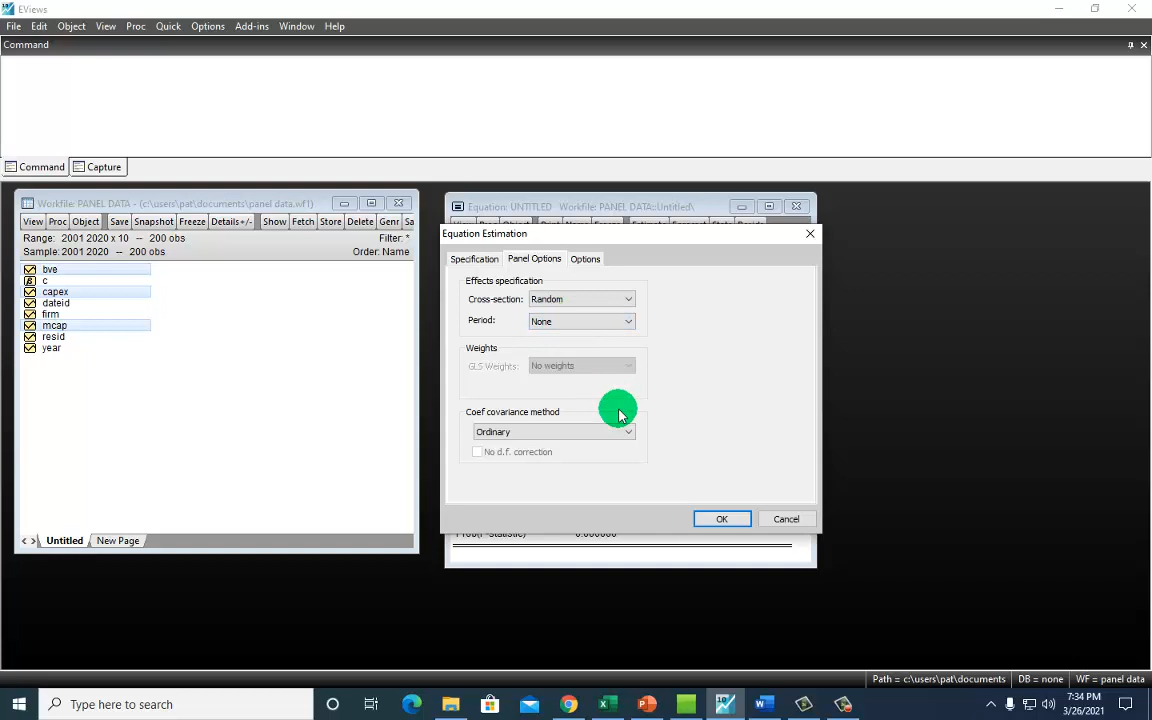 EViews
File Edit Object View Proc Quick Options Add-ins Window Help
Command
Command Capture
Workfile: PANEL DATA - (c:\users\pat\documents\panel data.wf1)
View Proc Object Save Snapshot Freeze Details+/- Show Fetch Store Delete Genr Sa
Range: 2001 2020 x 10 -- 200 obs Filter: *
Sample: 2001 2020 -- 200 obs Order: Name
bve
c
capex
dateid
firm
mcap
resid
year
Untitled New Page
Equation: UNTITLED Workfile: PANEL DATA::Untitled\
Equation Estimation
Specification Panel Options Options
Effects specification
Cross-section: Random
Period: None
Weights
GLS Weights: No weights
Coef covariance method
Ordinary
No d.f. correction
OK Cancel
Path = c:\users\pat\documents DB = none WF = panel data
Type here to search
7:34 PM
3/26/2021